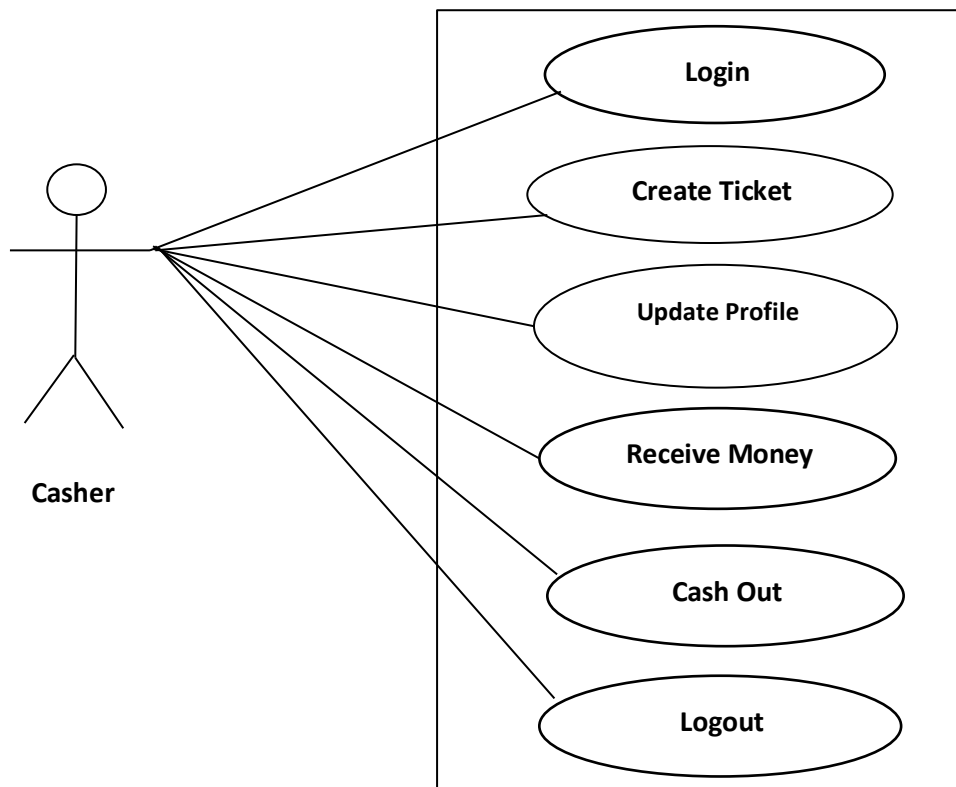 Login
Create Ticket
Update Profile
Receive Money
Casher
Cash Out
Logout